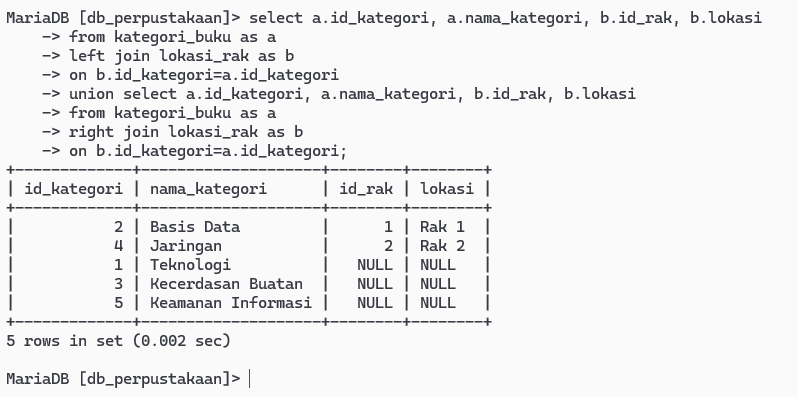 MariaDB [db_perpustakaan]> select a.id_kategori, a.nama_kategori, b.id_rak, b.lokasi
    -> from kategori_buku as a
    -> left join lokasi_rak as b
    -> on b.id_kategori=a.id_kategori
    -> union select a.id_kategori, a.nama_kategori, b.id_rak, b.lokasi
    -> from kategori_buku as a
    -> right join lokasi_rak as b
    -> on b.id_kategori=a.id_kategori;
+-------------+--------------------+--------+--------+
| id_kategori | nama_kategori      | id_rak | lokasi |
+-------------+--------------------+--------+--------+
|           2 | Basis Data         |      1 | Rak 1  |
|           4 | Jaringan           |      2 | Rak 2  |
|           1 | Teknologi          |   NULL | NULL   |
|           3 | Kecerdasan Buatan  |   NULL | NULL   |
|           5 | Keamanan Informasi |   NULL | NULL   |
+-------------+--------------------+--------+--------+
5 rows in set (0.002 sec)
MariaDB [db_perpustakaan]>